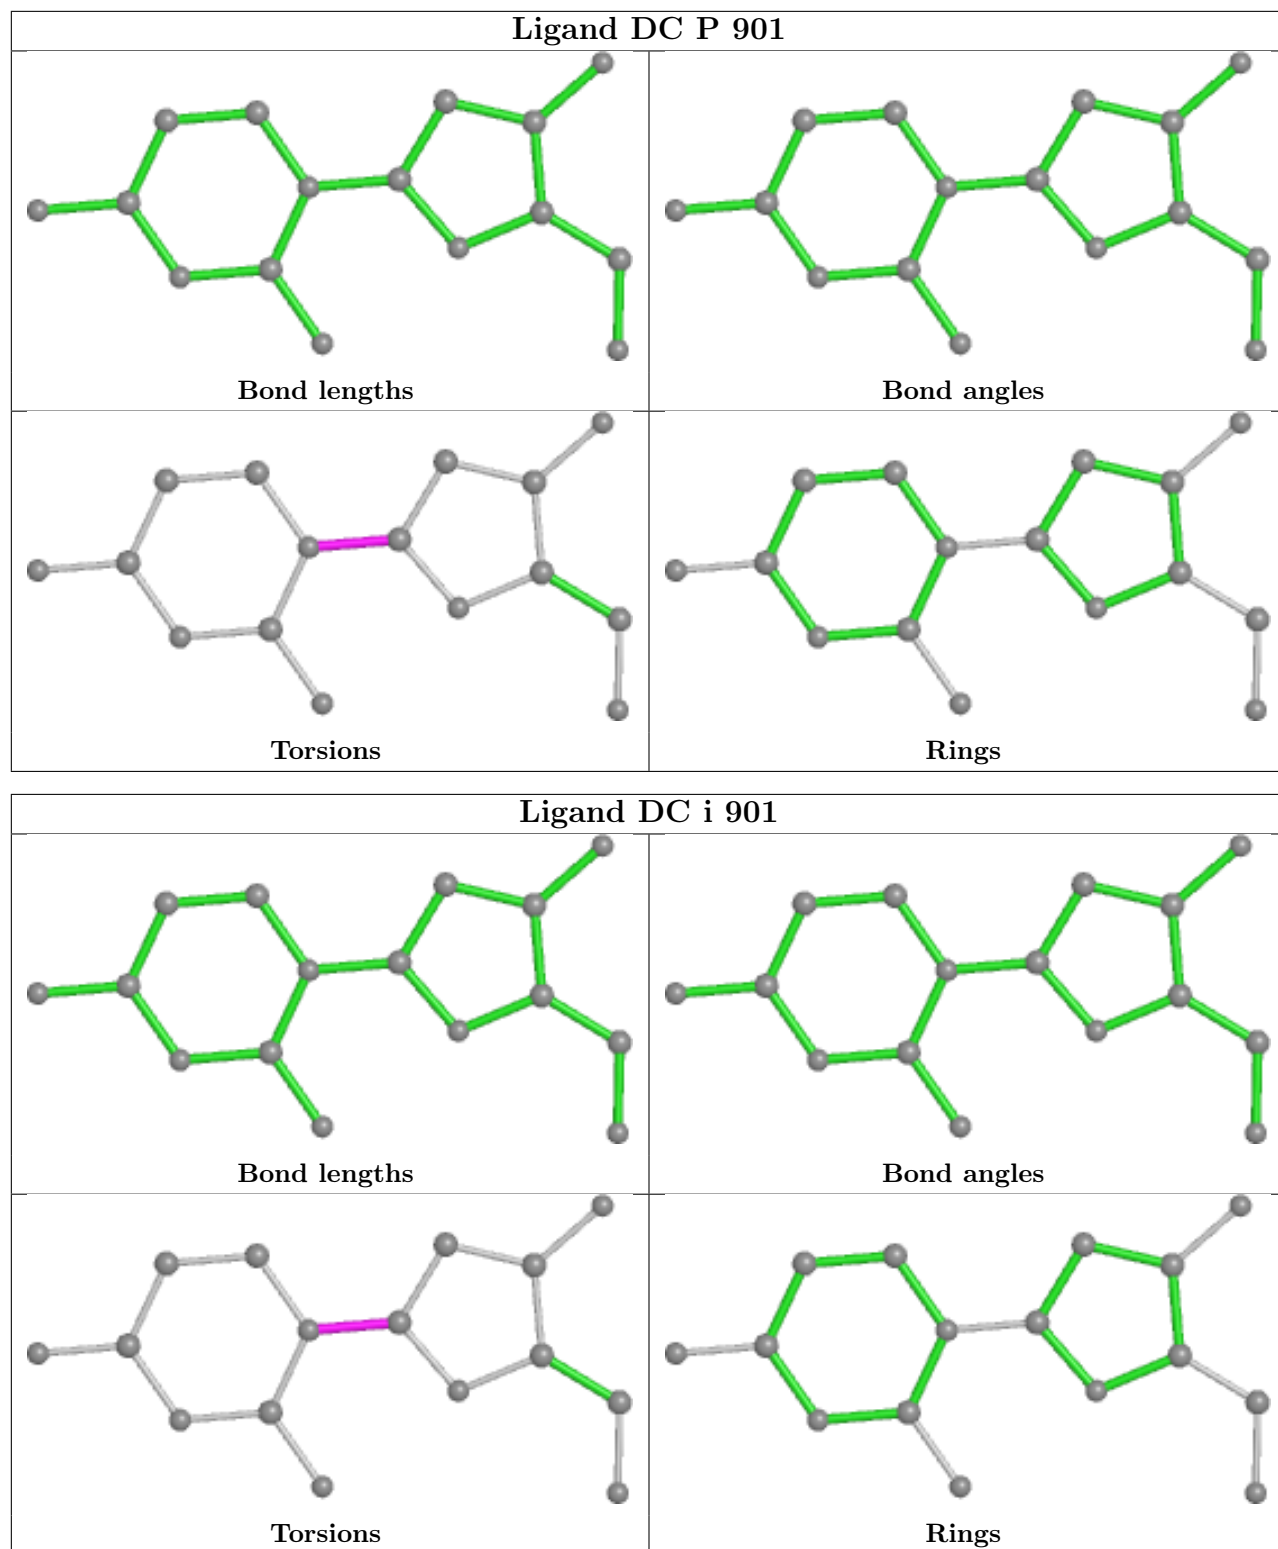 Ligand DC P 901
Bond lengths
Bond angles
Torsions
Rings
Ligand DC i 901
Bond lengths
Bond angles
Torsions
Rings